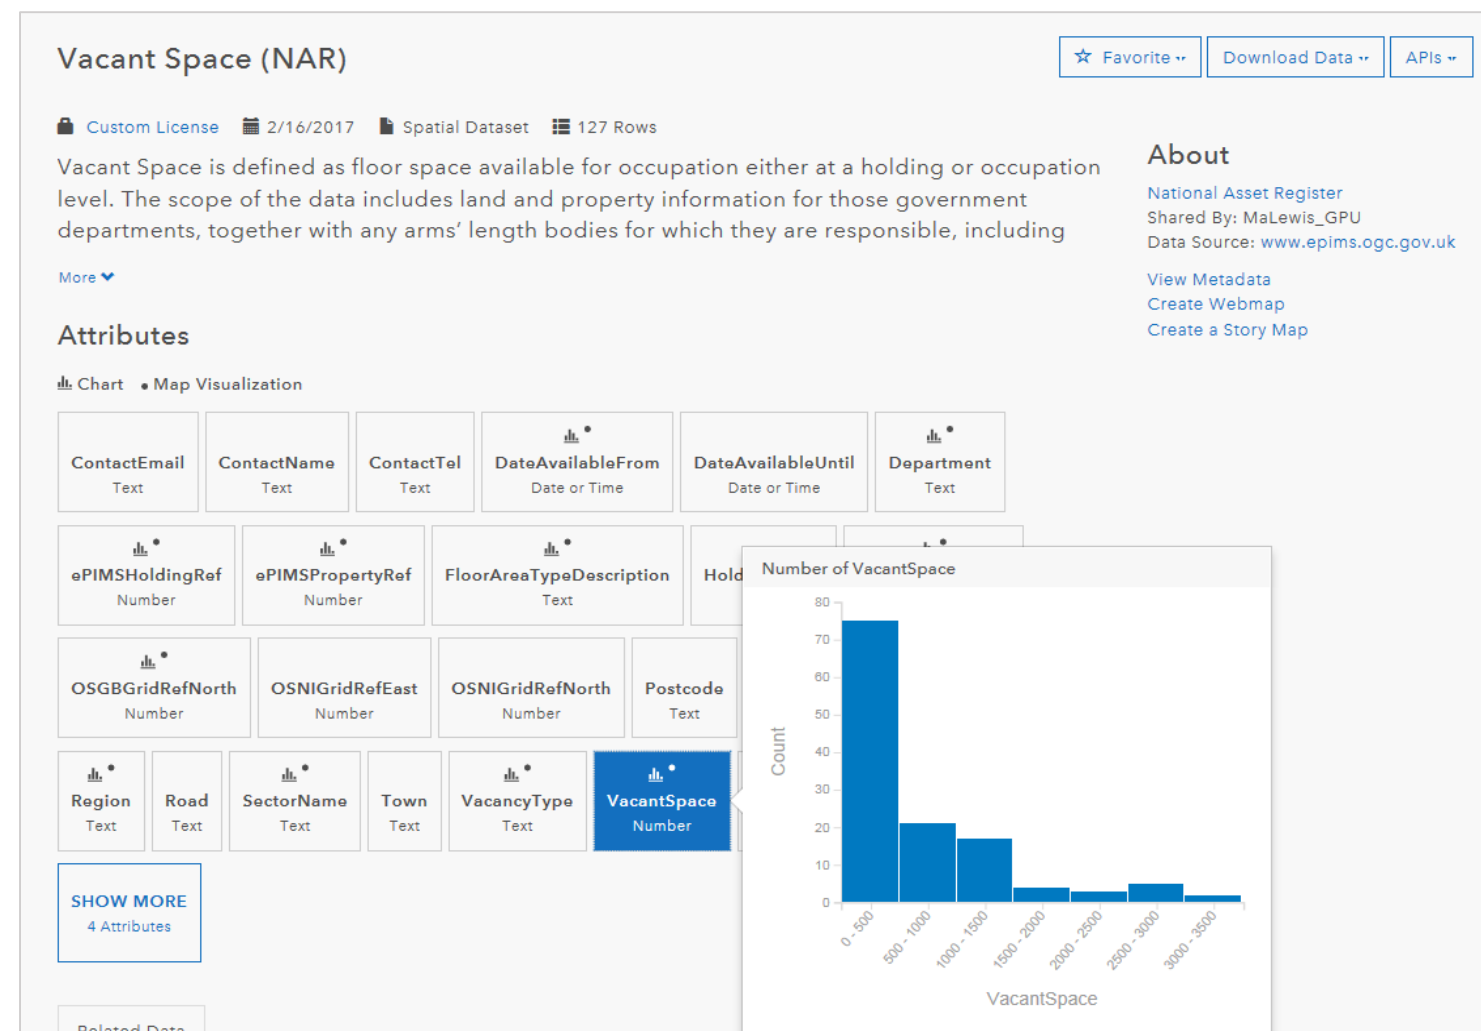 Vacant Space (NAR)
Favorite
Download Data
APIs
Custom License 2/16/2017 Spatial Dataset 127 Rows
Vacant Space is defined as floor space available for occupation either at a holding or occupation
level. The scope of the data includes land and property information for those government
departments, together with any arms’ length bodies for which they are responsible, including
More
About
National Asset Register
Shared By: MaLewis_GPU
Data Source: www.epims.ogc.gov.uk
View Metadata
Create Webmap
Create a Story Map
Attributes
Chart • Map Visualization
ContactEmail
Text
ContactName
Text
ContactTel
Text
DateAvailableFrom
Date or Time
DateAvailableUntil
Date or Time
Department
Text
ePIMSHoldingRef
Number
ePIMSPropertyRef
Number
FloorAreaTypeDescription
Text
Hold
OSGBGridRefNorth
Number
OSNIGridRefEast
Number
OSNIGridRefNorth
Number
Postcode
Text
Region
Text
Road
Text
SectorName
Text
Town
Text
VacancyType
Text
VacantSpace
Number
SHOW MORE
4 Attributes
Related Data
Number of VacantSpace
80
70
60
50
40
30
20
10
0
Count
0 - 500
500 - 1000
1000 - 1500
1500 - 2000
2000 - 2500
2500 - 3000
3000 - 3500
VacantSpace